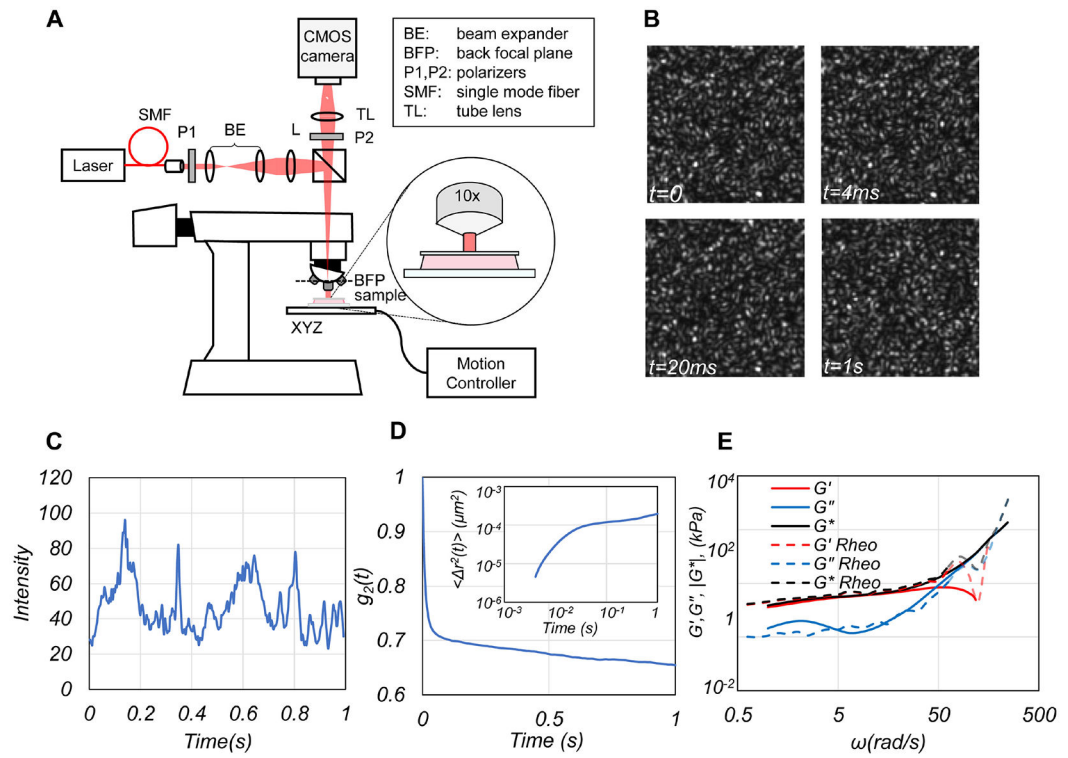 A
CMOS
camera
BE: beam expander
BFP: back focal plane
P1,P2: polarizers
SMF: single mode fiber
TL: tube lens
SMF
P1
BE
L
TL
P2
Laser
10x
BFP
sample
XYZ
Motion
Controller
B
t=0
t=4ms
t=20ms
t=1s
C
Intensity
120
100
80
60
40
20
0
0 0.2 0.4 0.6 0.8 1
Time(s)
D
g2(t)
1
0.9
0.8
0.7
0.6
0 0.5 1
Time (s)
<Δr²(t)> (μm²)
10⁻³
10⁻⁴
10⁻⁵
10⁻⁶
10⁻³ 10⁻² 10⁻¹ 1
Time (s)
E
G',G", |G*|, (kPa)
10⁴
10²
1
10⁻²
G'
G"
G*
G' Rheo
G" Rheo
G* Rheo
0.5 5 50 500
ω(rad/s)